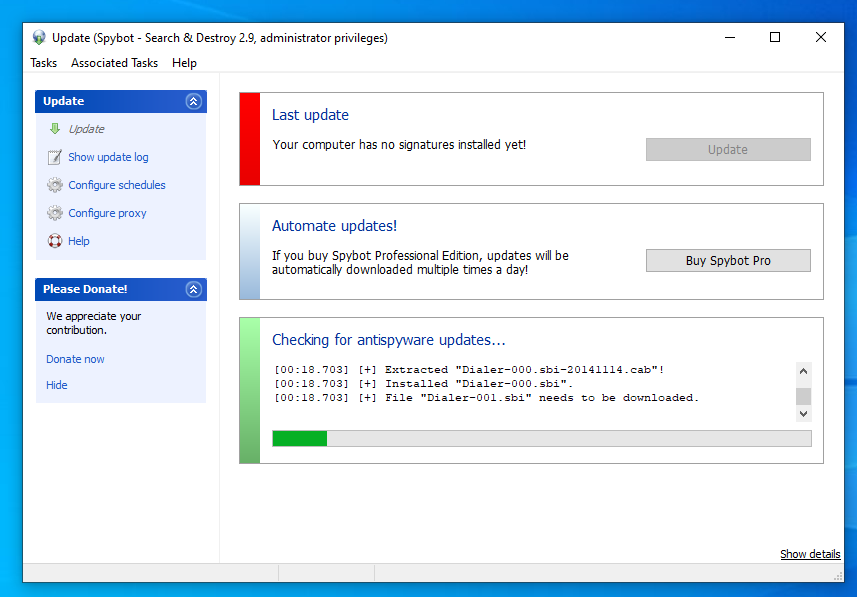 Update (Spybot - Search & Destroy 2.9, administrator privileges)
Tasks Associated Tasks Help
Update
Update
Show update log
Configure schedules
Configure proxy
Help
Please Donate!
We appreciate your
contribution.
Donate now
Hide
Last update
Your computer has no signatures installed yet!
Update
Automate updates!
If you buy Spybot Professional Edition, updates will be
automatically downloaded multiple times a day!
Buy Spybot Pro
Checking for antispyware updates...
[00:18.703] [+] Extracted "Dialer-000.sbi-20141114.cab"!
[00:18.703] [+] Installed "Dialer-000.sbi".
[00:18.703] [+] File "Dialer-001.sbi" needs to be downloaded.
Show details